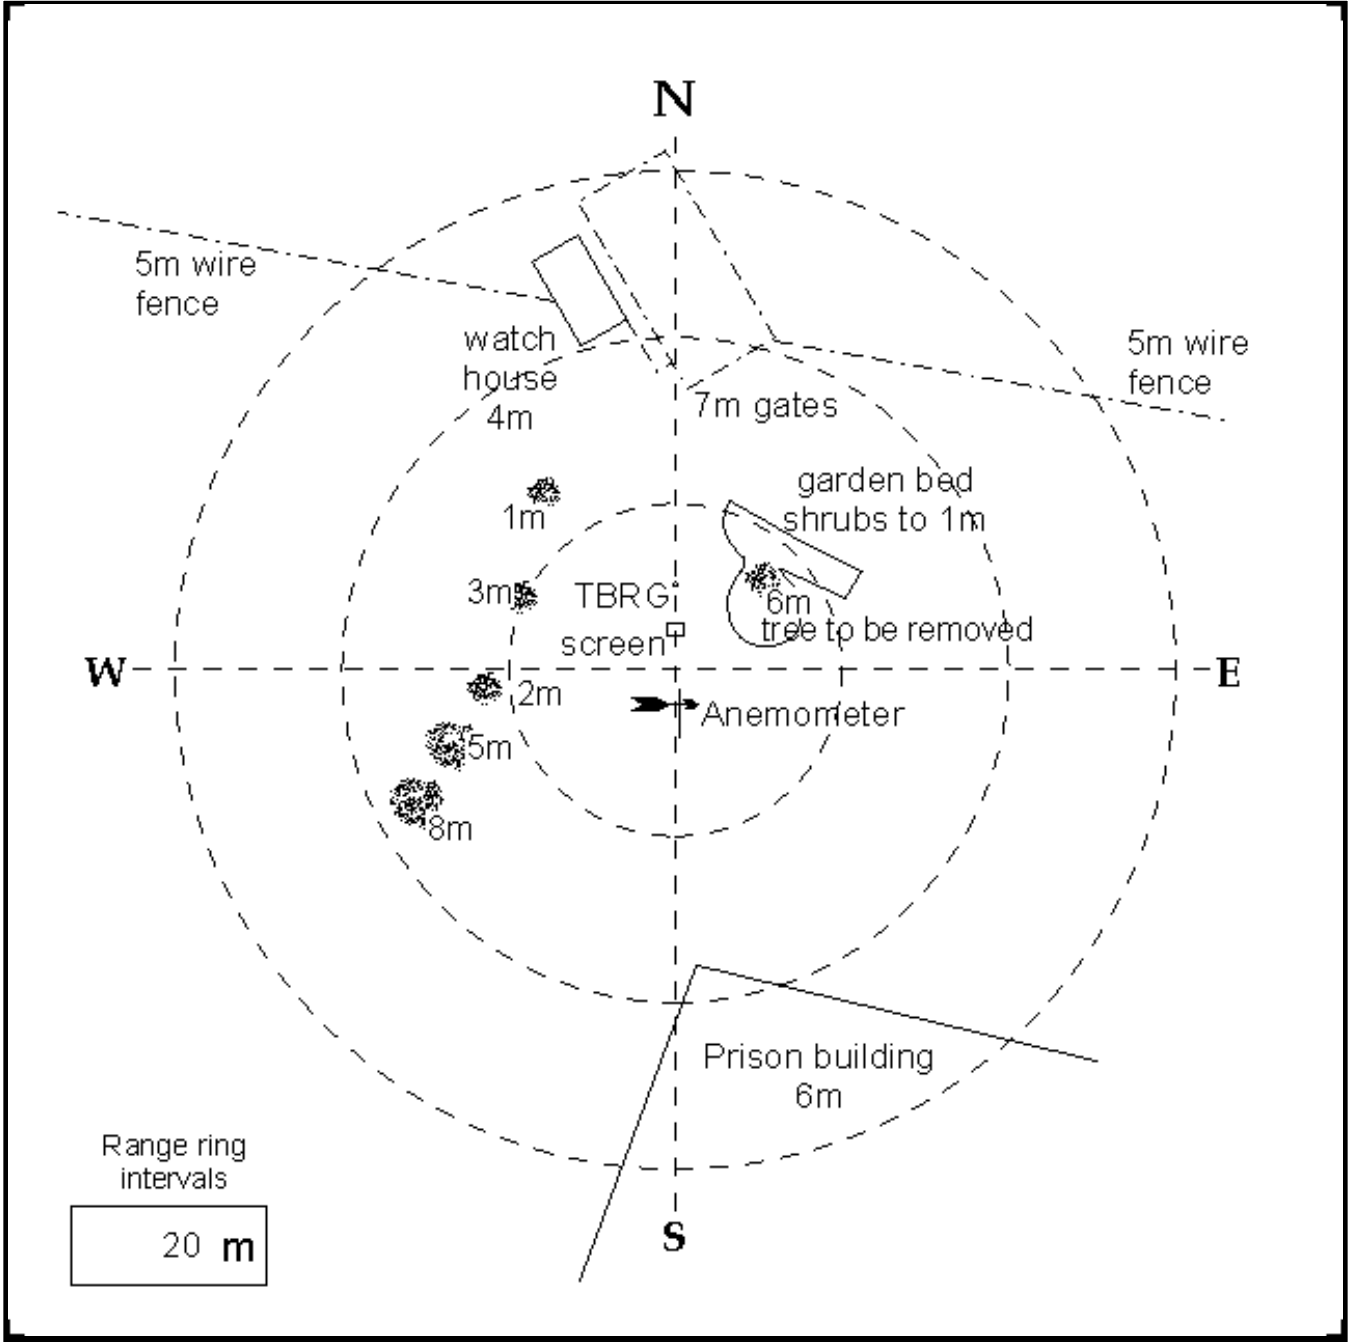 N
5m wire
fence
watch
house
4m
5m wire
fence
7m gates
garden bed
shrubs to 1m
1m
3m
TBRG
6m
tree to be removed
screen
W
E
2m
Anemometer
5m
8m
Prison building
6m
Range ring
intervals
20 m
S